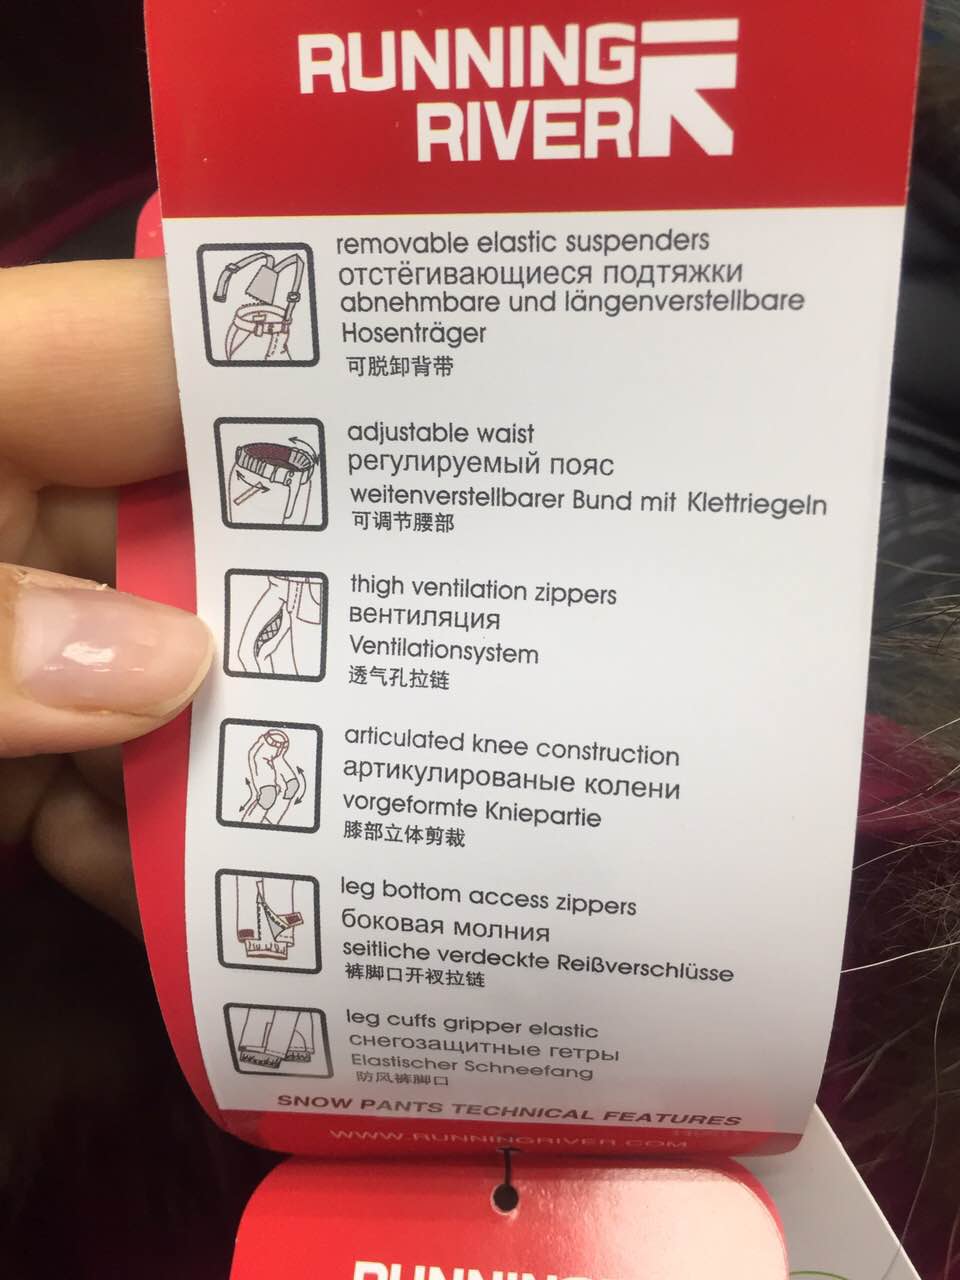 RUNNING
RIVER
removable elastic suspenders
отстёгивающиеся подтяжки
abnehmbare und längenverstellbare
Hosenträger
可脱卸背带
adjustable waist
регулируемый пояс
weitenverstellbarer Bund mit Klettriegeln
可调节腰部
thigh ventilation zippers
вентиляция
Ventilationsystem
透气孔拉链
articulated knee construction
артикулированые колени
vorgeformte Kniepartie
膝部立体剪裁
leg bottom access zippers
боковая молния
seitliche verdeckte Reißverschlüsse
裤脚口开衩拉链
leg cuffs gripper elastic
снегозащитные гетры
Elastischer Schneefang
防风裤脚口
SNOW PANTS TECHNICAL FEATURES
WWW.RUNNINGRIVER.COM
RUNNING